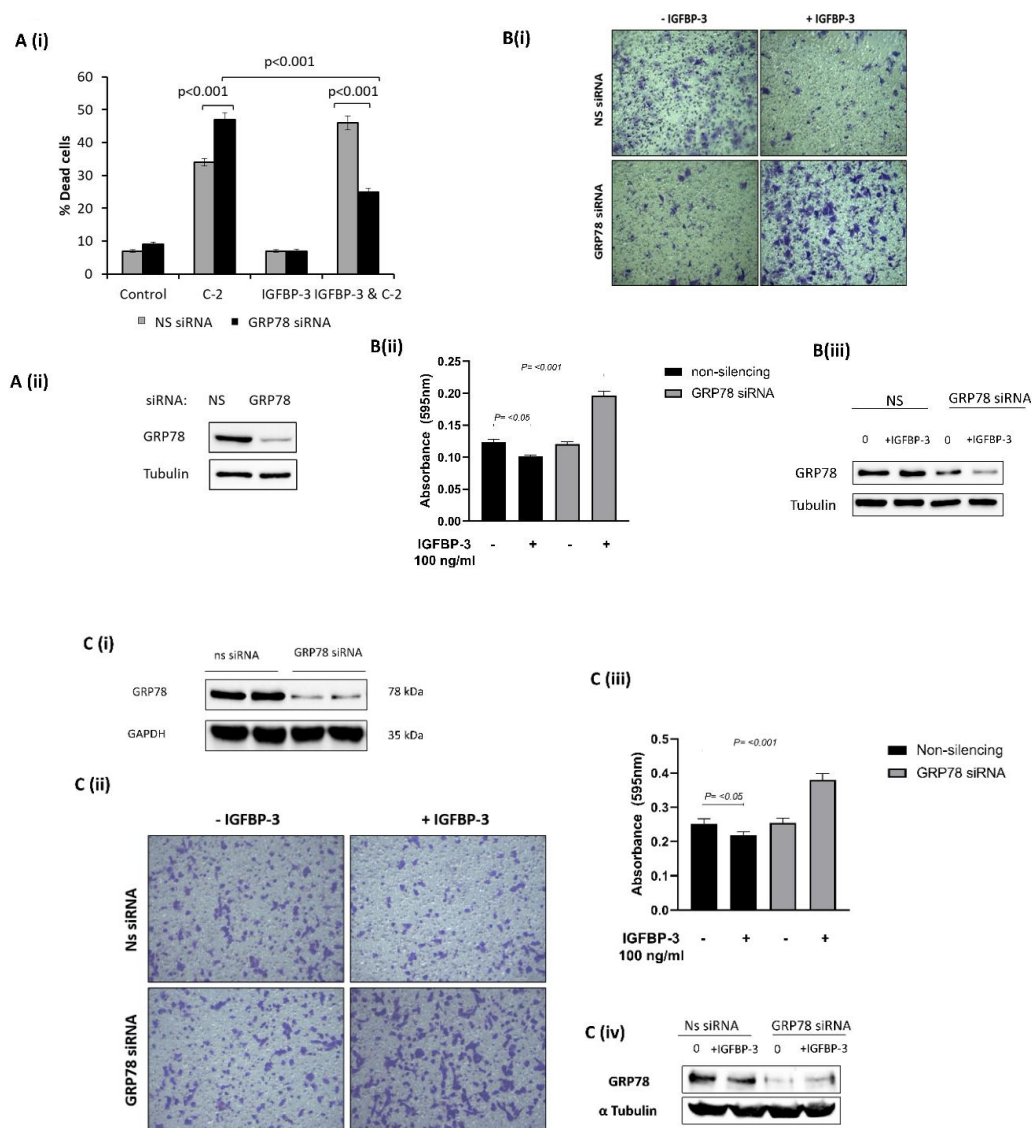 A (i)
p<0.001
p<0.001
p<0.001
60
50
40
30
20
10
0
% Dead cells
Control
C-2
IGFBP-3
IGFBP-3 & C-2
NS siRNA
GRP78 siRNA
B(i)
- IGFBP-3
+ IGFBP-3
NS siRNA
GRP78 siRNA
A (ii)
siRNA: NS GRP78
GRP78
Tubulin
B(ii)
0.25
0.20
0.15
0.10
0.05
0.00
Absorbance (595nm)
P= <0.001
P= <0.05
non-silencing
GRP78 siRNA
IGFBP-3 - + - +
100 ng/ml
B(iii)
NS GRP78 siRNA
0 +IGFBP-3 0 +IGFBP-3
GRP78
Tubulin
C (i)
ns siRNA GRP78 siRNA
GRP78 78 kDa
GAPDH 35 kDa
C (ii)
- IGFBP-3 + IGFBP-3
Ns siRNA
GRP78 siRNA
C (iii)
0.5
0.4
0.3
0.2
0.1
0.0
Absorbance (595nm)
P= <0.001
P= <0.05
Non-silencing
GRP78 siRNA
IGFBP-3 - + - +
100 ng/ml
C (iv)
Ns siRNA GRP78 siRNA
0 +IGFBP-3 0 +IGFBP-3
GRP78
α Tubulin